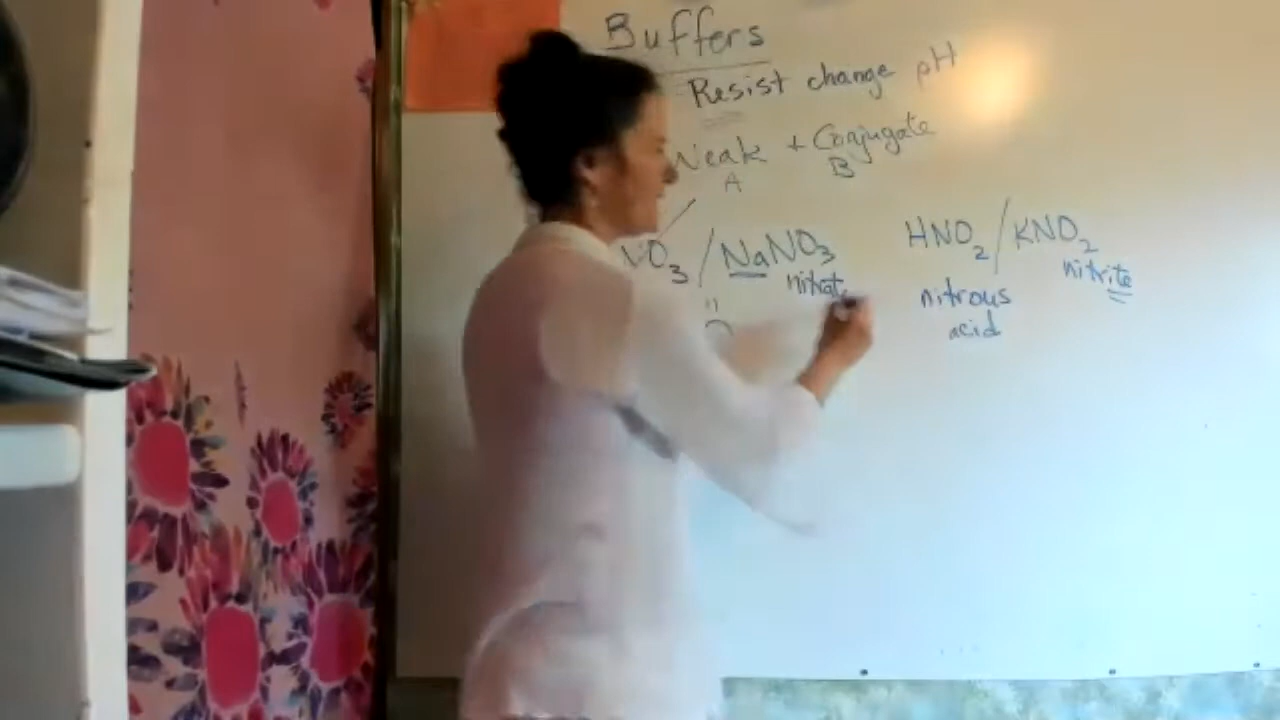 Buffers
Resist change pH
Weak + Conjugate
A B
NO3 / NaNO3
nitrate
HNO2 / KNO2
nitrite
nitrous
acid